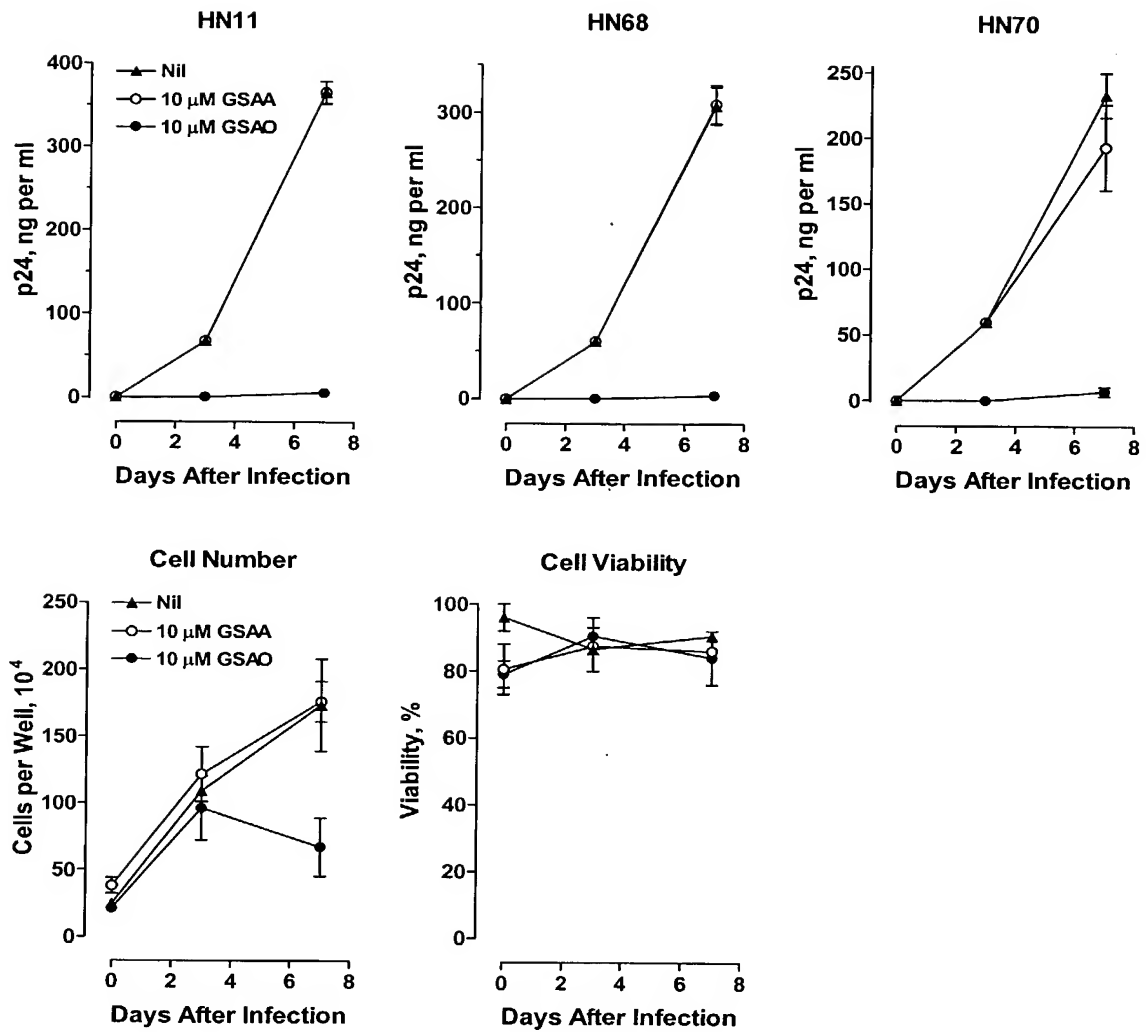 HN11
HN68
HN70
Nil
10 µM GSAA
10 µM GSAO
p24, ng per ml
400
300
200
100
0
0 2 4 6 8
Days After Infection
p24, ng per ml
300
200
100
0
0 2 4 6 8
Days After Infection
p24, ng per ml
250
200
150
100
50
0
0 2 4 6 8
Days After Infection
Cell Number
Nil
10 µM GSAA
10 µM GSAO
Cells per Well, 10^4
250
200
150
100
50
0
0 2 4 6 8
Days After Infection
Cell Viability
Viability, %
100
80
60
40
20
0
0 2 4 6 8
Days After Infection